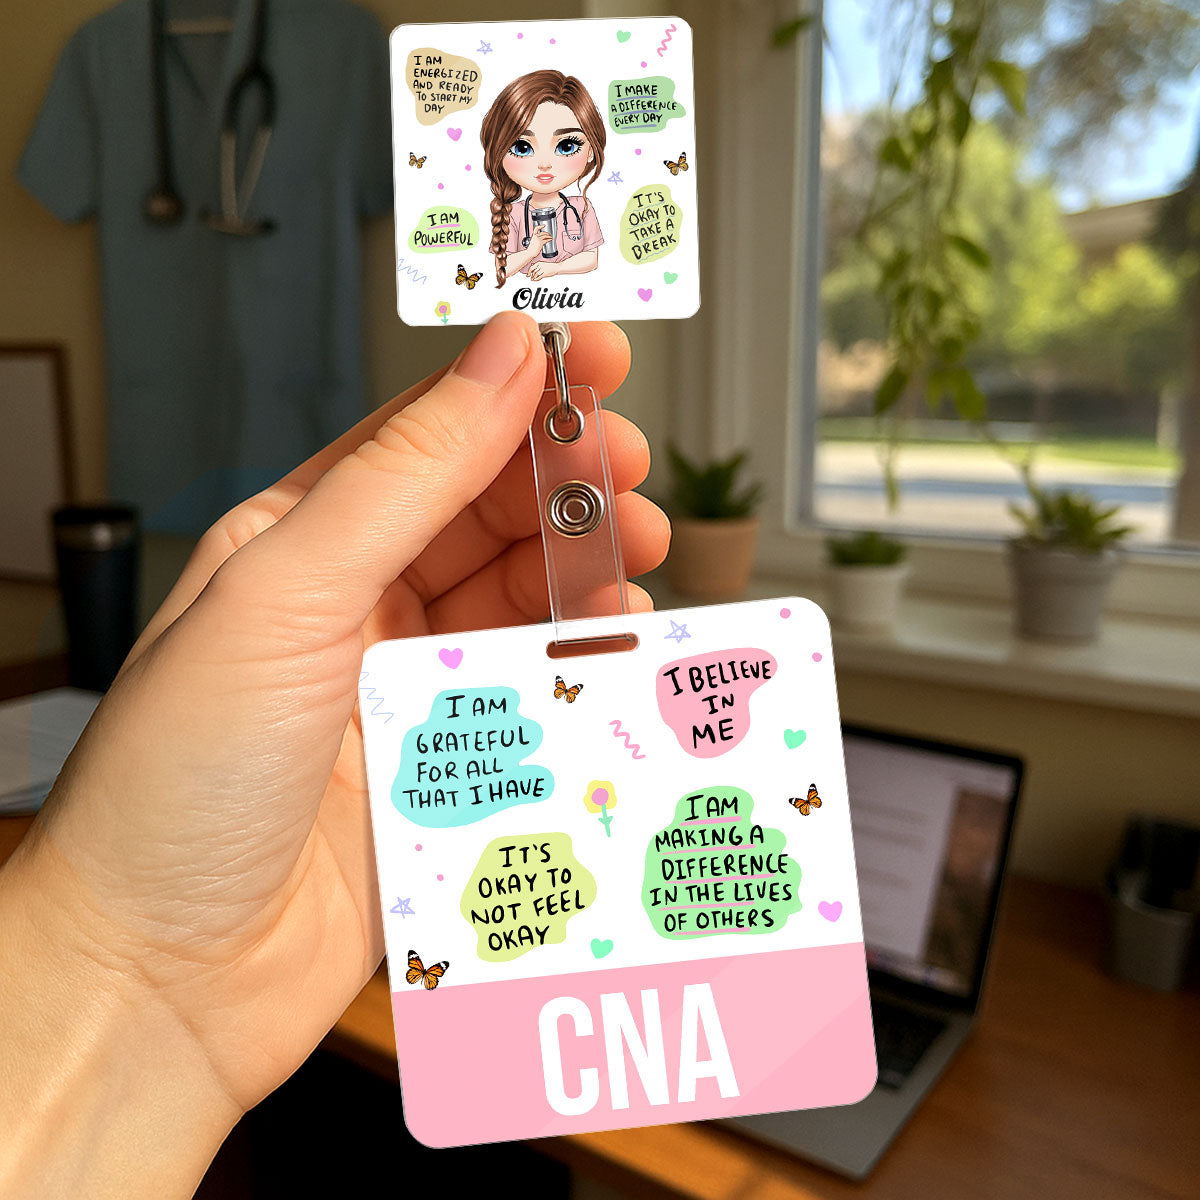 I AM
ENERGIZED
AND READY
TO START MY
DAY
I MAKE
A DIFFERENCE
EVERY DAY
I AM
POWERFUL
IT'S
OKAY TO
TAKE A
BREAK
Olivia
I AM
GRATEFUL
FOR ALL
THAT I HAVE
I BELIEVE
IN
ME
IT'S
OKAY TO
NOT FEEL
OKAY
I AM
MAKING A
DIFFERENCE
IN THE LIVES
OF OTHERS
CNA